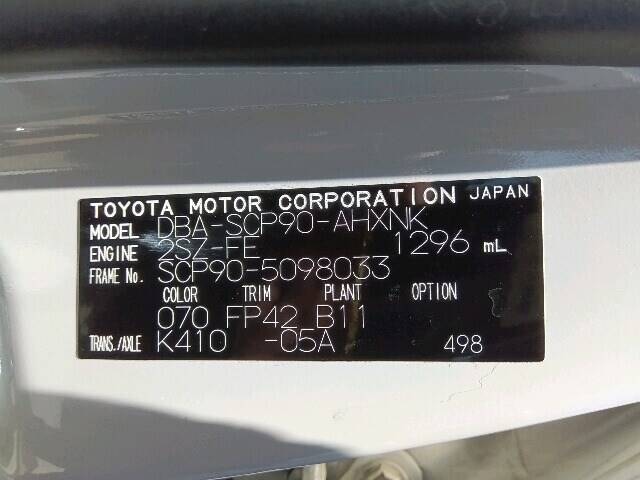 TOYOTA MOTOR CORPORATION JAPAN
MODEL DBA-SCP90-AHXNK
ENGINE 2SZ-FE 1296 mL
FRAME No. SCP90-5098033
COLOR TRIM PLANT OPTION
070 FP42 B11
TRANS./AXLE K410 -05A 498